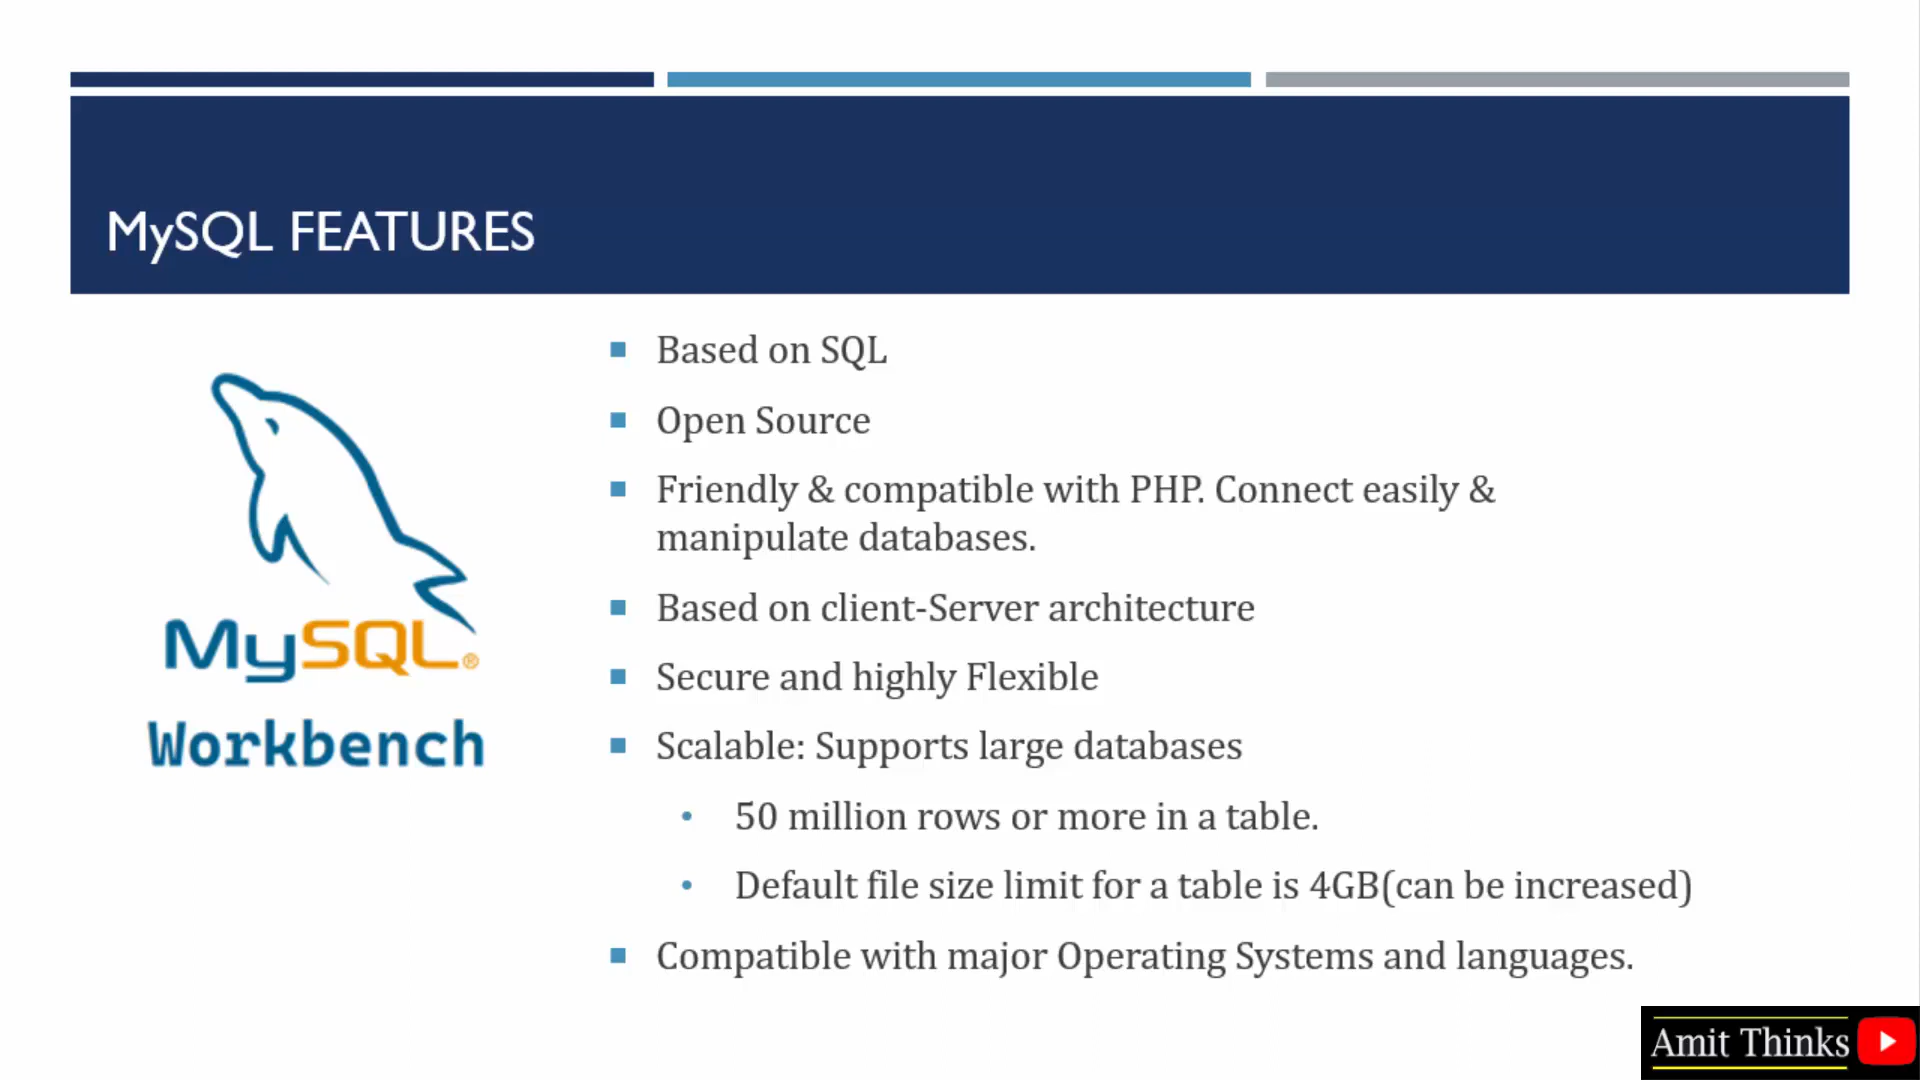 MySQL FEATURES
MySQL®
Workbench
Based on SQL
Open Source
Friendly & compatible with PHP. Connect easily &
manipulate databases.
Based on client-Server architecture
Secure and highly Flexible
Scalable: Supports large databases
50 million rows or more in a table.
Default file size limit for a table is 4GB(can be increased)
Compatible with major Operating Systems and languages.
Amit Thinks